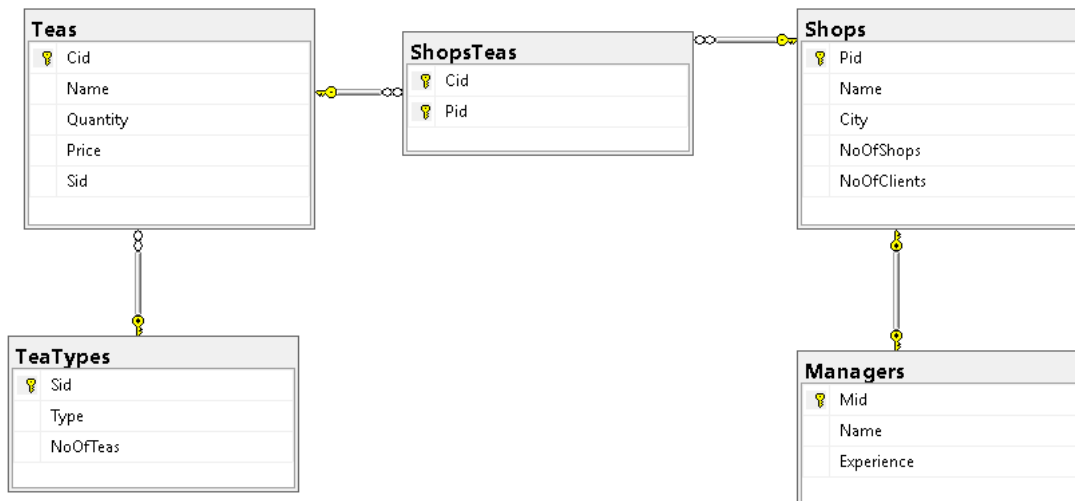 Teas
Cid
Name
Quantity
Price
Sid
ShopsTeas
Cid
Pid
Shops
Pid
Name
City
NoOfShops
NoOfClients
TeaTypes
Sid
Type
NoOfTeas
Managers
Mid
Name
Experience